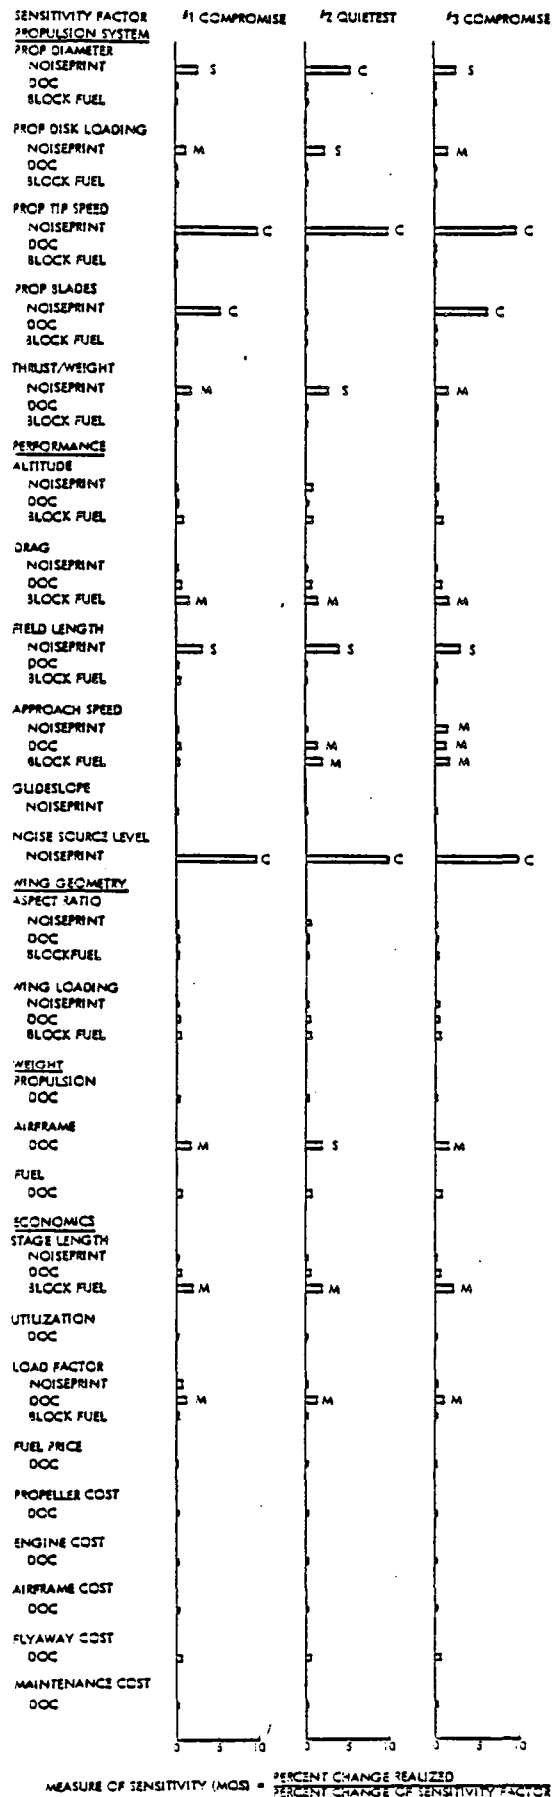 SENSITIVITY FACTOR #1 COMPROMISE #2 QUIETEST #3 COMPROMISE
PROPULSION SYSTEM
PROP DIAMETER
NOISEPRINT S C S
DOC
BLOCK FUEL
PROP DISK LOADING
NOISEPRINT M S M
DOC
BLOCK FUEL
PROP TIP SPEED
NOISEPRINT C C C
DOC
BLOCK FUEL
PROP BLADES
NOISEPRINT C C
DOC
BLOCK FUEL
THRUST/WEIGHT
NOISEPRINT M S M
DOC
BLOCK FUEL
PERFORMANCE
ALTITUDE
NOISEPRINT
DOC
BLOCK FUEL
DRAG
NOISEPRINT
DOC
BLOCK FUEL M M M
FIELD LENGTH
NOISEPRINT S S S
DOC
BLOCK FUEL
APPROACH SPEED
NOISEPRINT M
DOC M M
BLOCK FUEL M M
GLIDESLOPE
NOISEPRINT
NOISE SOURCE LEVEL
NOISEPRINT C C C
WING GEOMETRY
ASPECT RATIO
NOISEPRINT
DOC
BLOCKFUEL
WING LOADING
NOISEPRINT
DOC
BLOCK FUEL
WEIGHT
PROPULSION
DOC
AIRFRAME
DOC M S M
FUEL
DOC
ECONOMICS
STAGE LENGTH
NOISEPRINT
DOC
BLOCK FUEL M M M
UTILIZATION
DOC
LOAD FACTOR
NOISEPRINT
DOC M M M
BLOCK FUEL
FUEL PRICE
DOC
PROPELLER COST
DOC
ENGINE COST
DOC
AIRFRAME COST
DOC
FLYAWAY COST
DOC
MAINTENANCE COST
DOC
0 5 10 0 5 10 0 5 10
MEASURE OF SENSITIVITY (MOS) = PERCENT CHANGE REALIZED
PERCENT CHANGE OF SENSITIVITY FACTOR